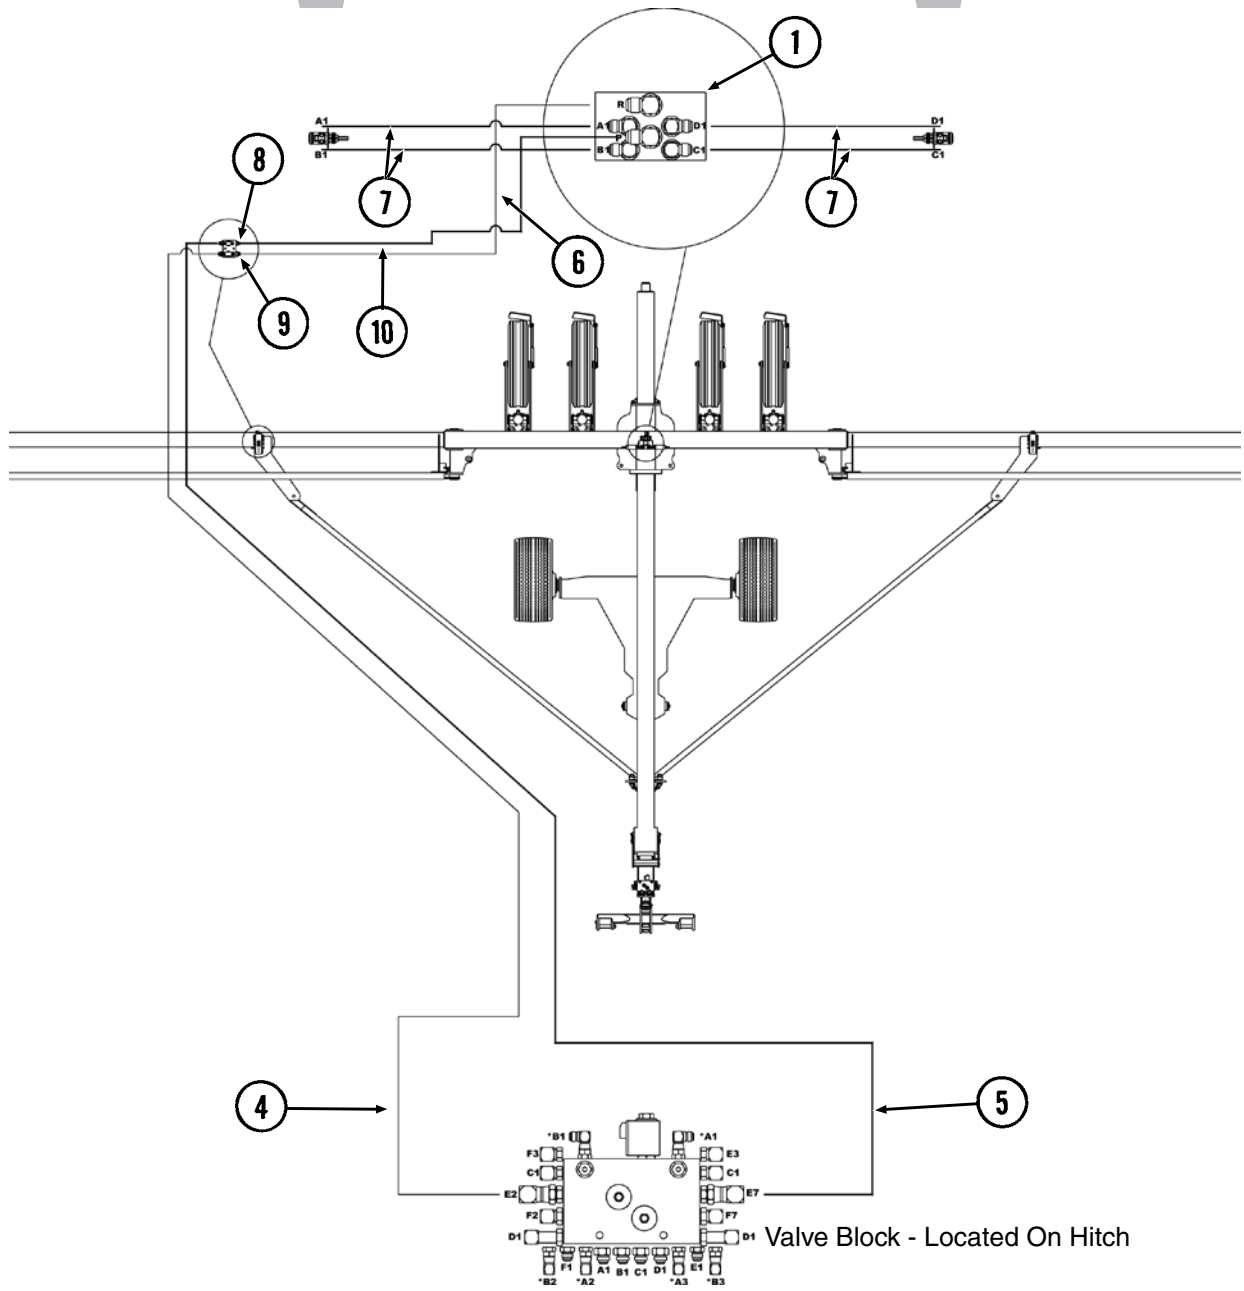 1
R
A1 A1 P D1 D1
B1 B1 C1 C1
8 7 7
6
9 10
4 5
*B1 *A1
F3 E3
C1 C1
E2 E7
F2 F7
D1 D1 Valve Block - Located On Hitch
F1 A1 B1 C1 D1 E1
*B2 *A2 *A3 *B3